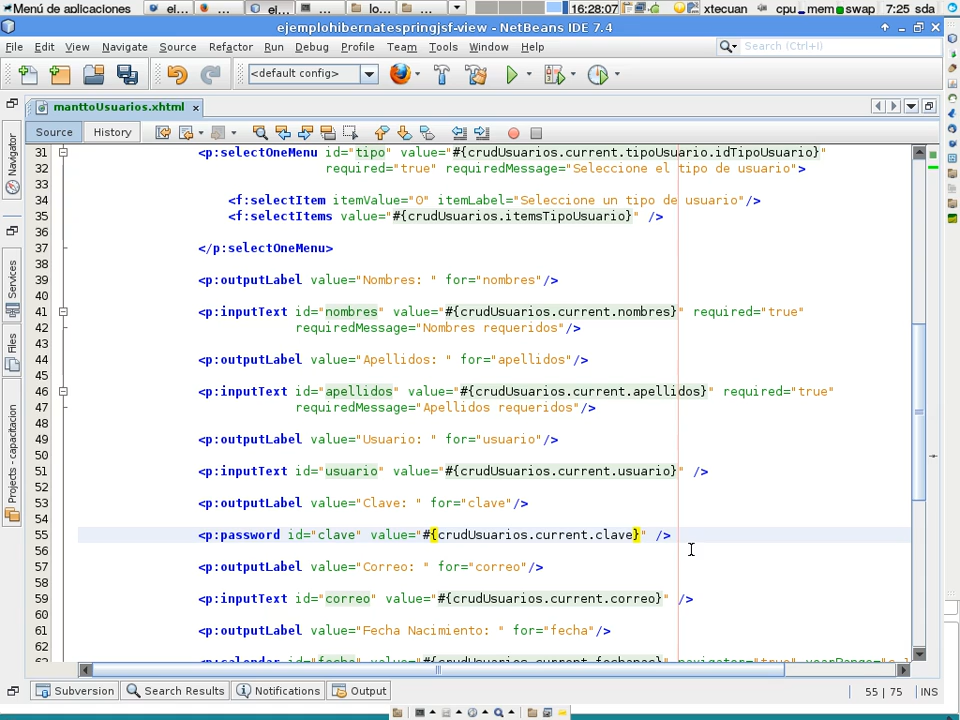 Menú de aplicaciones
el...
...
el...
lo...
...
16:28:07
xtecuan
cpu
mem
swap
7:25
sda
ejemplohibernatespringjsf-view - NetBeans IDE 7.4
File Edit View Navigate Source Refactor Run Debug Profile Team Tools Window Help
Search (Ctrl+I)
<default config>
manttoUsuarios.xhtml
Source History
Navigator
Services
Files
Projects - capacitacion
31 <p:selectOneMenu id="tipo" value="#{crudUsuarios.current.tipoUsuario.idTipoUsuario}"
32 required="true" requiredMessage="Seleccione el tipo de usuario">
33
34 <f:selectItem itemValue="0" itemLabel="Seleccione un tipo de usuario"/>
35 <f:selectItems value="#{crudUsuarios.itemsTipoUsuario}" />
36
37 </p:selectOneMenu>
38
39 <p:outputLabel value="Nombres: " for="nombres"/>
40
41 <p:inputText id="nombres" value="#{crudUsuarios.current.nombres}" required="true"
42 requiredMessage="Nombres requeridos"/>
43
44 <p:outputLabel value="Apellidos: " for="apellidos"/>
45
46 <p:inputText id="apellidos" value="#{crudUsuarios.current.apellidos}" required="true"
47 requiredMessage="Apellidos requeridos"/>
48
49 <p:outputLabel value="Usuario: " for="usuario"/>
50
51 <p:inputText id="usuario" value="#{crudUsuarios.current.usuario}" />
52
53 <p:outputLabel value="Clave: " for="clave"/>
54
55 <p:password id="clave" value="#{crudUsuarios.current.clave}" />
56
57 <p:outputLabel value="Correo: " for="correo"/>
58
59 <p:inputText id="correo" value="#{crudUsuarios.current.correo}" />
60
61 <p:outputLabel value="Fecha Nacimiento: " for="fecha"/>
62
Subversion Search Results Notifications Output
55 | 75 INS